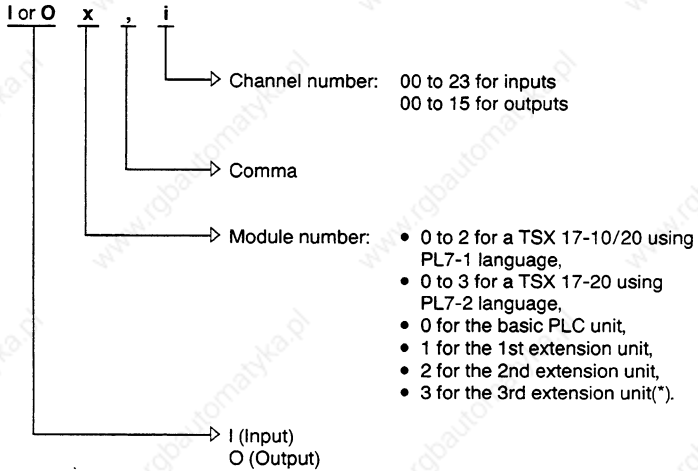 I or O x , i
Channel number: 00 to 23 for inputs
00 to 15 for outputs
Comma
Module number: • 0 to 2 for a TSX 17-10/20 using
PL7-1 language,
• 0 to 3 for a TSX 17-20 using
PL7-2 language,
• 0 for the basic PLC unit,
• 1 for the 1st extension unit,
• 2 for the 2nd extension unit,
• 3 for the 3rd extension unit(*).
I (Input)
O (Output)
www.rgbautomatyka.pl